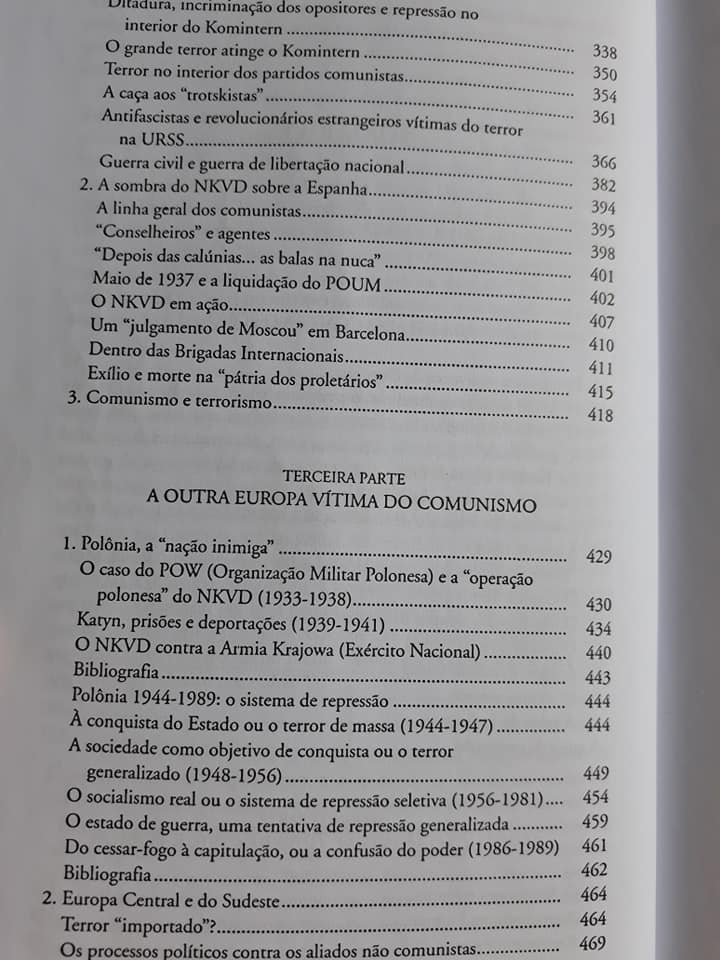 Ditadura, incriminação dos opositores e repressão no
interior do Komintern ........ 338
O grande terror atinge o Komintern ........ 350
Terror no interior dos partidos comunistas ........ 354
A caça aos “trotskistas” ........ 361
Antifascistas e revolucionários estrangeiros vítimas do terror
na URSS ........ 366
Guerra civil e guerra de libertação nacional ........ 382
2. A sombra do NKVD sobre a Espanha ........ 394
A linha geral dos comunistas ........ 395
“Conselheiros” e agentes ........ 398
“Depois das calúnias... as balas na nuca” ........ 401
Maio de 1937 e a liquidação do POUM ........ 402
O NKVD em ação ........ 407
Um “julgamento de Moscou” em Barcelona ........ 410
Dentro das Brigadas Internacionais ........ 411
Exílio e morte na “pátria dos proletários” ........ 415
3. Comunismo e terrorismo ........ 418
TERCEIRA PARTE
A OUTRA EUROPA VÍTIMA DO COMUNISMO
1. Polônia, a “nação inimiga” ........ 429
O caso do POW (Organização Militar Polonesa) e a “operação
polonesa” do NKVD (1933-1938) ........ 430
Katyn, prisões e deportações (1939-1941) ........ 434
O NKVD contra a Armia Krajowa (Exército Nacional) ........ 440
Bibliografia ........ 443
Polônia 1944-1989: o sistema de repressão ........ 444
À conquista do Estado ou o terror de massa (1944-1947) ........ 444
A sociedade como objetivo de conquista ou o terror
generalizado (1948-1956) ........ 449
O socialismo real ou o sistema de repressão seletiva (1956-1981) .... 454
O estado de guerra, uma tentativa de repressão generalizada ........ 459
Do cessar-fogo à capitulação, ou a confusão do poder (1986-1989) 461
Bibliografia ........ 462
2. Europa Central e do Sudeste ........ 464
Terror “importado”? ........ 464
Os processos políticos contra os aliados não comunistas ........ 469